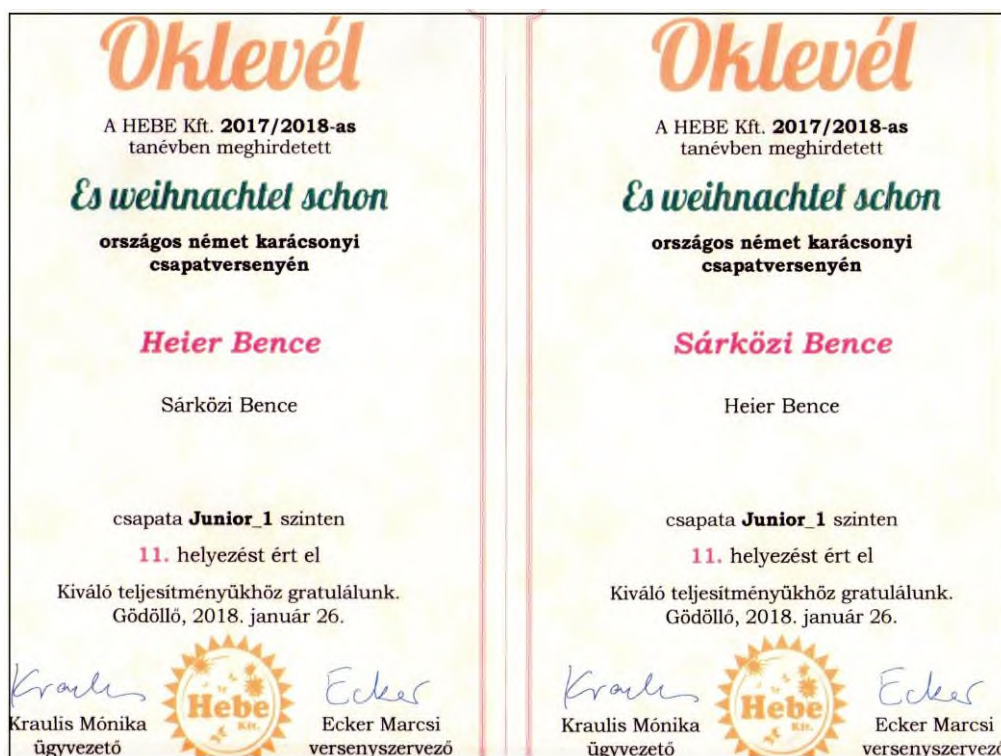 Oklevél
A HEBE Kft. 2017/2018-as
tanévben meghirdetett
Es weihnachtet schon
országos német karácsonyi
csapatversenyén
Heier Bence
Sárközi Bence
csapata Junior_1 szinten
11. helyezést ért el
Kiváló teljesítményükhöz gratulálunk.
Gödöllő, 2018. január 26.
Kraulis
Hebe
Kft.
Ecker
Kraulis Mónika
ügyvezető
Ecker Marcsi
versenyszervező
Oklevél
A HEBE Kft. 2017/2018-as
tanévben meghirdetett
Es weihnachtet schon
országos német karácsonyi
csapatversenyén
Sárközi Bence
Heier Bence
csapata Junior_1 szinten
11. helyezést ért el
Kiváló teljesítményükhöz gratulálunk.
Gödöllő, 2018. január 26.
Kraulis
Hebe
Kft.
Ecker
Kraulis Mónika
ügyvezető
Ecker Marcsi
versenyszervező